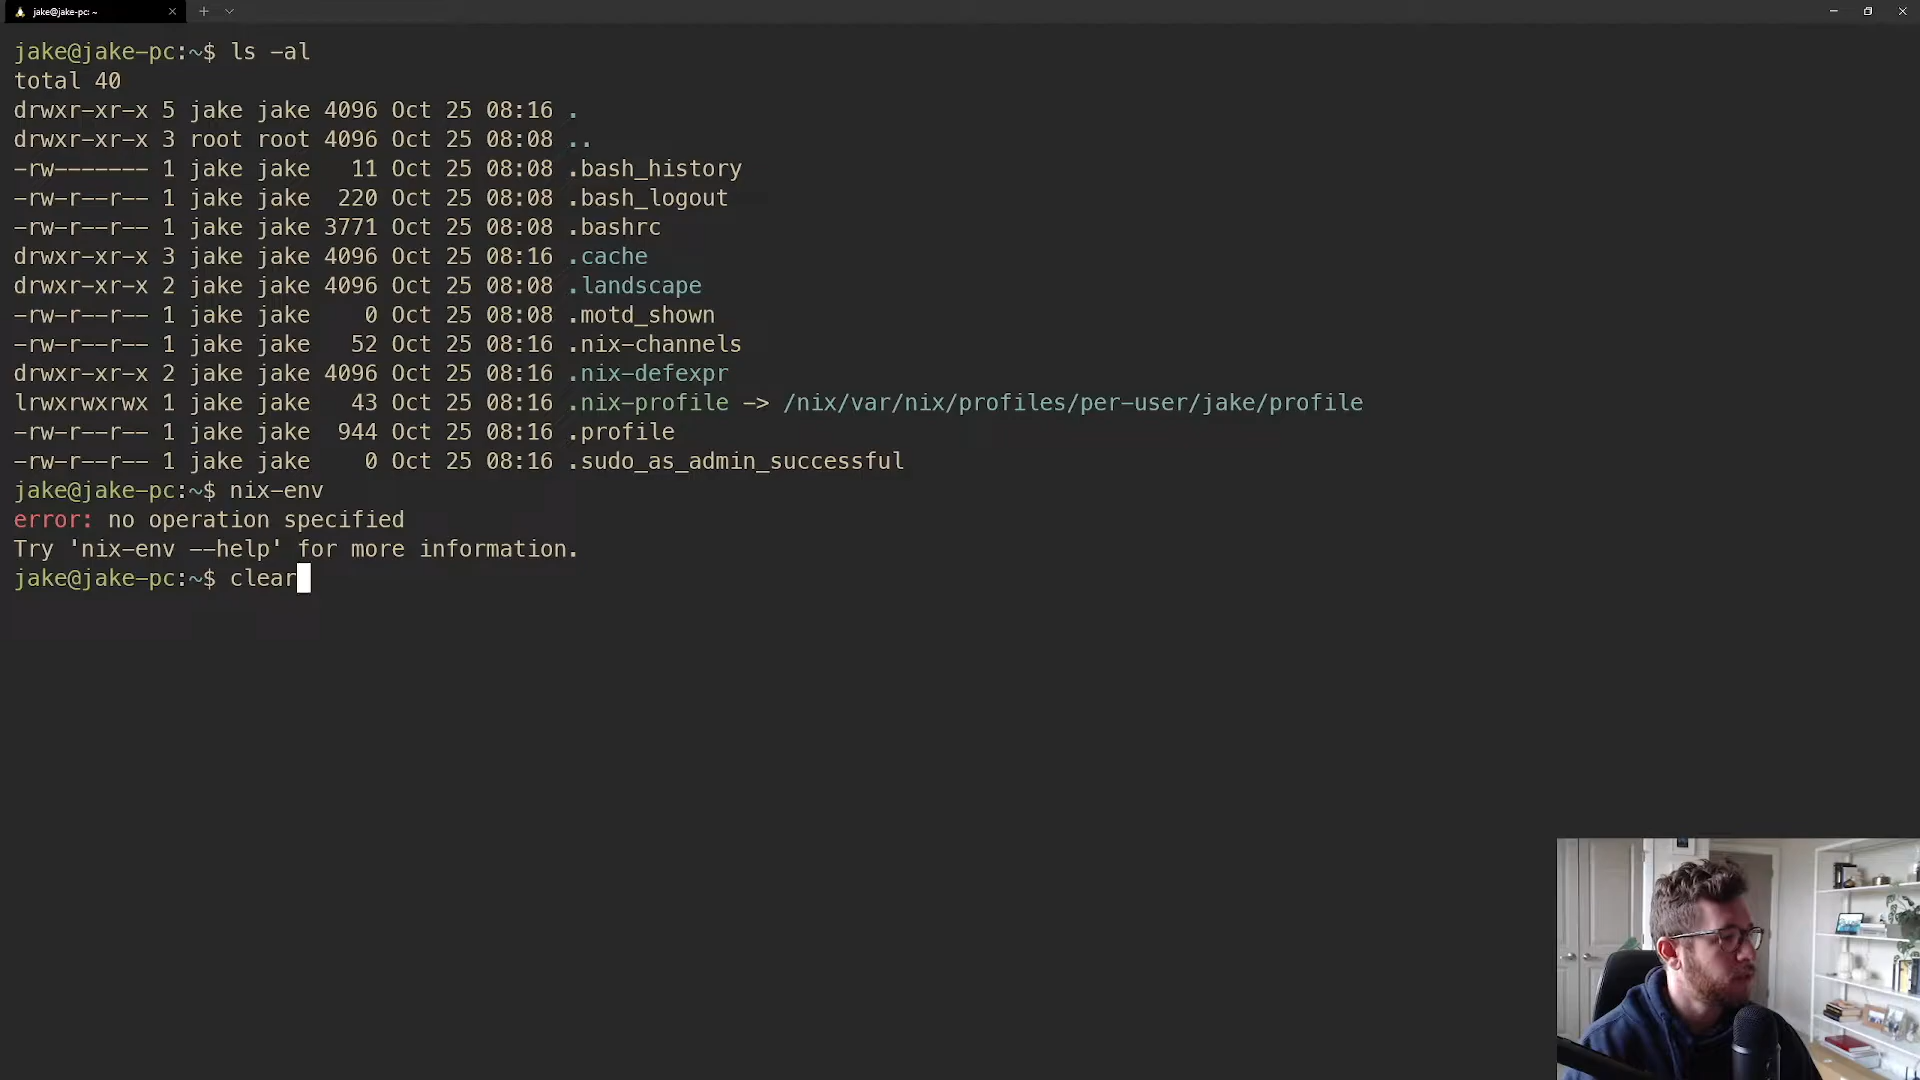 jake@jake-pc: ~
jake@jake-pc:~$ ls -al
total 40
drwxr-xr-x 5 jake jake 4096 Oct 25 08:16 .
drwxr-xr-x 3 root root 4096 Oct 25 08:08 ..
-rw------- 1 jake jake   11 Oct 25 08:08 .bash_history
-rw-r--r-- 1 jake jake  220 Oct 25 08:08 .bash_logout
-rw-r--r-- 1 jake jake 3771 Oct 25 08:08 .bashrc
drwxr-xr-x 3 jake jake 4096 Oct 25 08:16 .cache
drwxr-xr-x 2 jake jake 4096 Oct 25 08:08 .landscape
-rw-r--r-- 1 jake jake    0 Oct 25 08:08 .motd_shown
-rw-r--r-- 1 jake jake   52 Oct 25 08:16 .nix-channels
drwxr-xr-x 2 jake jake 4096 Oct 25 08:16 .nix-defexpr
lrwxrwxrwx 1 jake jake   43 Oct 25 08:16 .nix-profile -> /nix/var/nix/profiles/per-user/jake/profile
-rw-r--r-- 1 jake jake  944 Oct 25 08:16 .profile
-rw-r--r-- 1 jake jake    0 Oct 25 08:16 .sudo_as_admin_successful
jake@jake-pc:~$ nix-env
error: no operation specified
Try 'nix-env --help' for more information.
jake@jake-pc:~$ clear